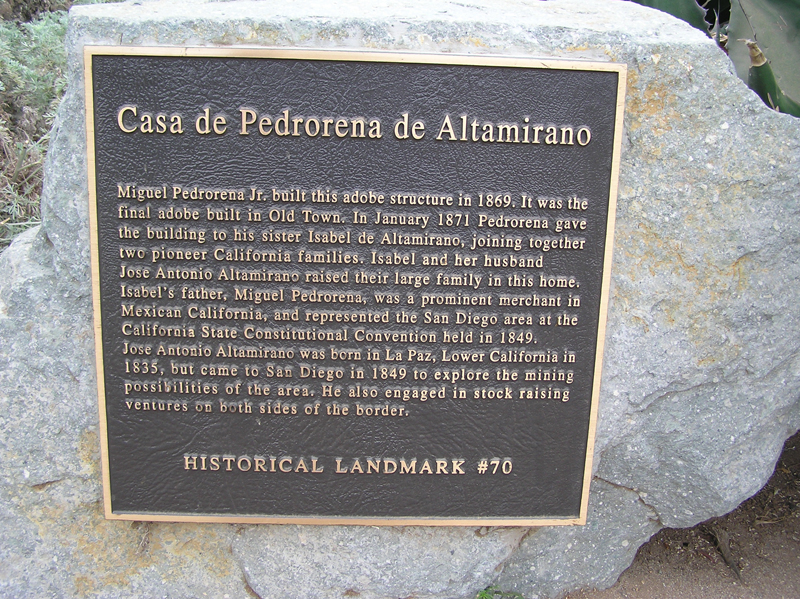 Casa de Pedrorena de Altamirano
Miguel Pedrorena Jr. built this adobe structure in 1869. It was the
final adobe built in Old Town. In January 1871 Pedrorena gave
the building to his sister Isabel de Altamirano, joining together
two pioneer California families. Isabel and her husband
Jose Antonio Altamirano raised their large family in this home.
Isabel's father, Miguel Pedrorena, was a prominent merchant in
Mexican California, and represented the San Diego area at the
California State Constitutional Convention held in 1849.
Jose Antonio Altamirano was born in La Paz, Lower California in
1835, but came to San Diego in 1849 to explore the mining
possibilities of the area. He also engaged in stock raising
ventures on both sides of the border.
HISTORICAL LANDMARK #70